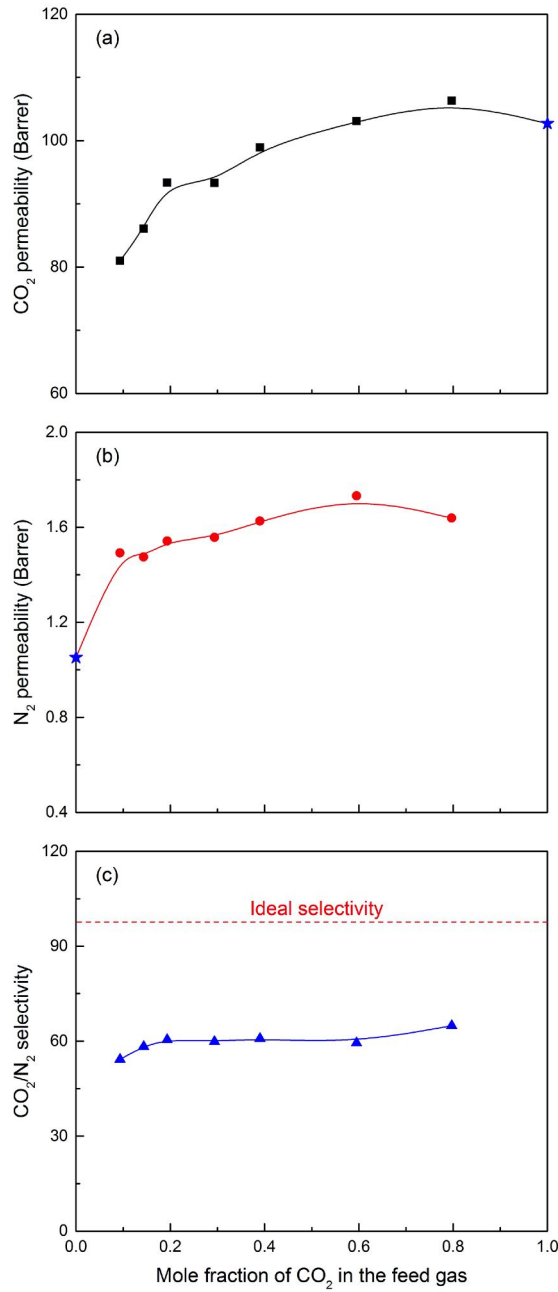 (a)
120
100
80
60
CO₂ permeability (Barrer)
(b)
2.0
1.6
1.2
0.8
0.4
N₂ permeability (Barrer)
(c)
120
90
60
30
0
CO₂/N₂ selectivity
Ideal selectivity
0.0 0.2 0.4 0.6 0.8 1.0
Mole fraction of CO₂ in the feed gas